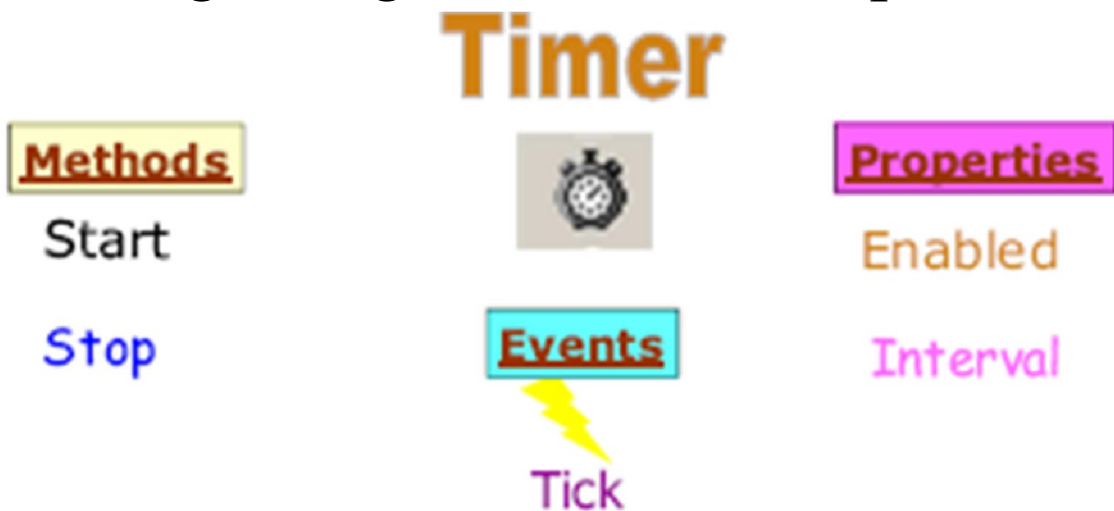 Timer
Methods
Properties
Start
Enabled
Stop
Events
Interval
Tick